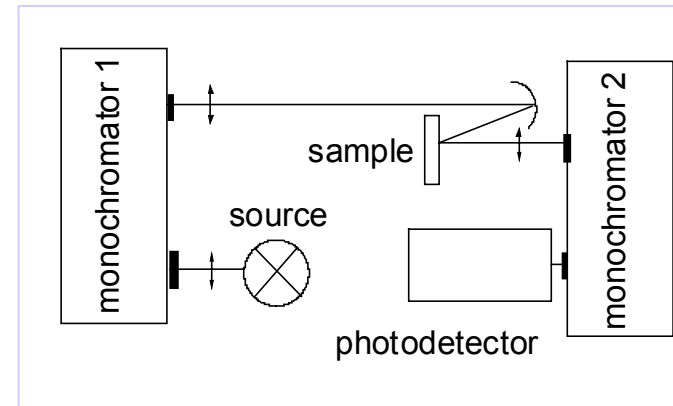 monochromator 1
monochromator 2
sample
source
photodetector